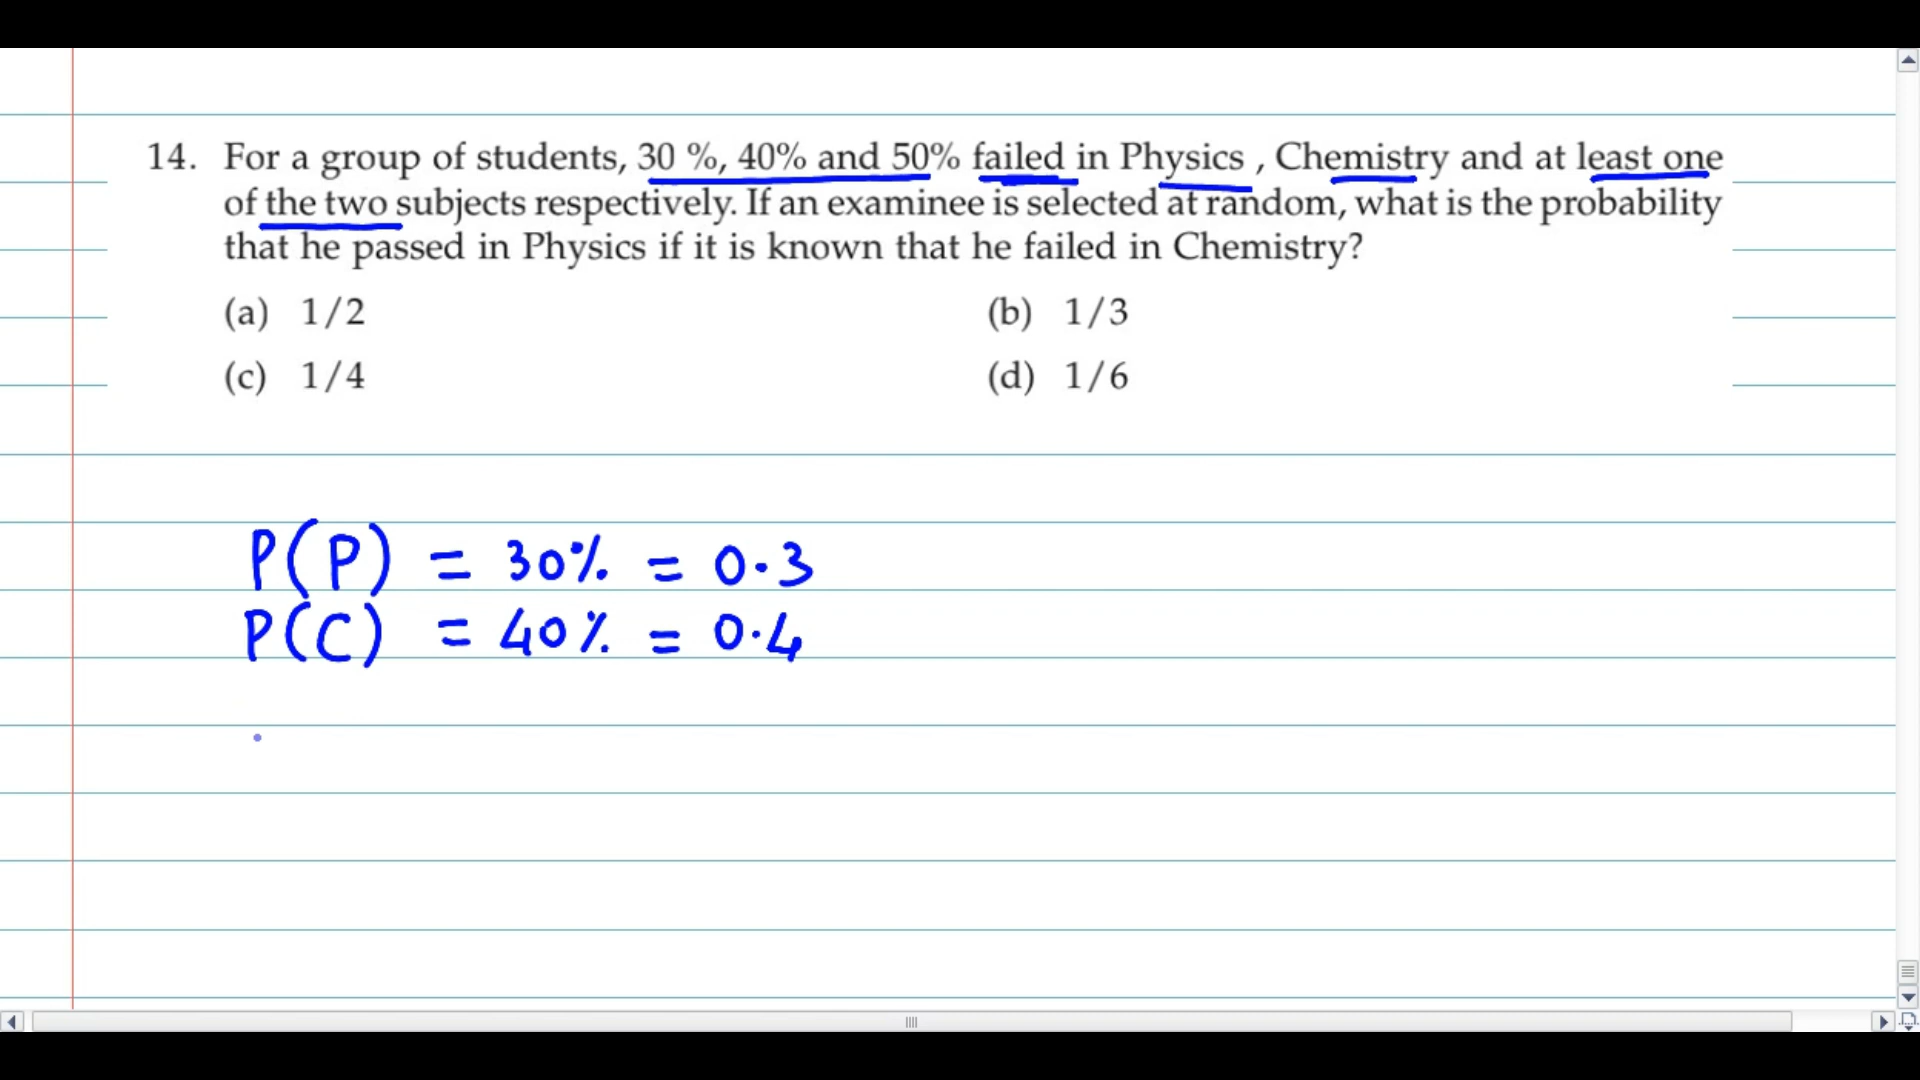 14. For a group of students, 30 %, 40% and 50% failed in Physics , Chemistry and at least one
of the two subjects respectively. If an examinee is selected at random, what is the probability
that he passed in Physics if it is known that he failed in Chemistry?
(a) 1/2 (b) 1/3
(c) 1/4 (d) 1/6
P(P) = 30% = 0.3
P(C) = 40% = 0.4